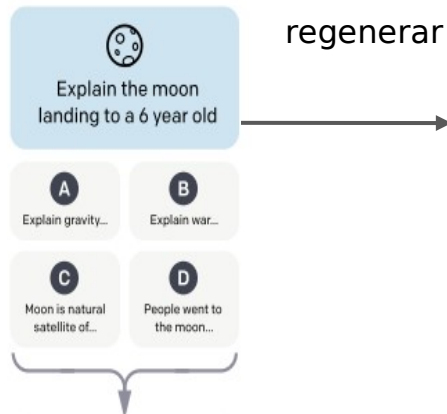 regenerar
Explain the moon
landing to a 6 year old
A
Explain gravity...
B
Explain war...
C
Moon is natural
satellite of...
D
People went to
the moon...